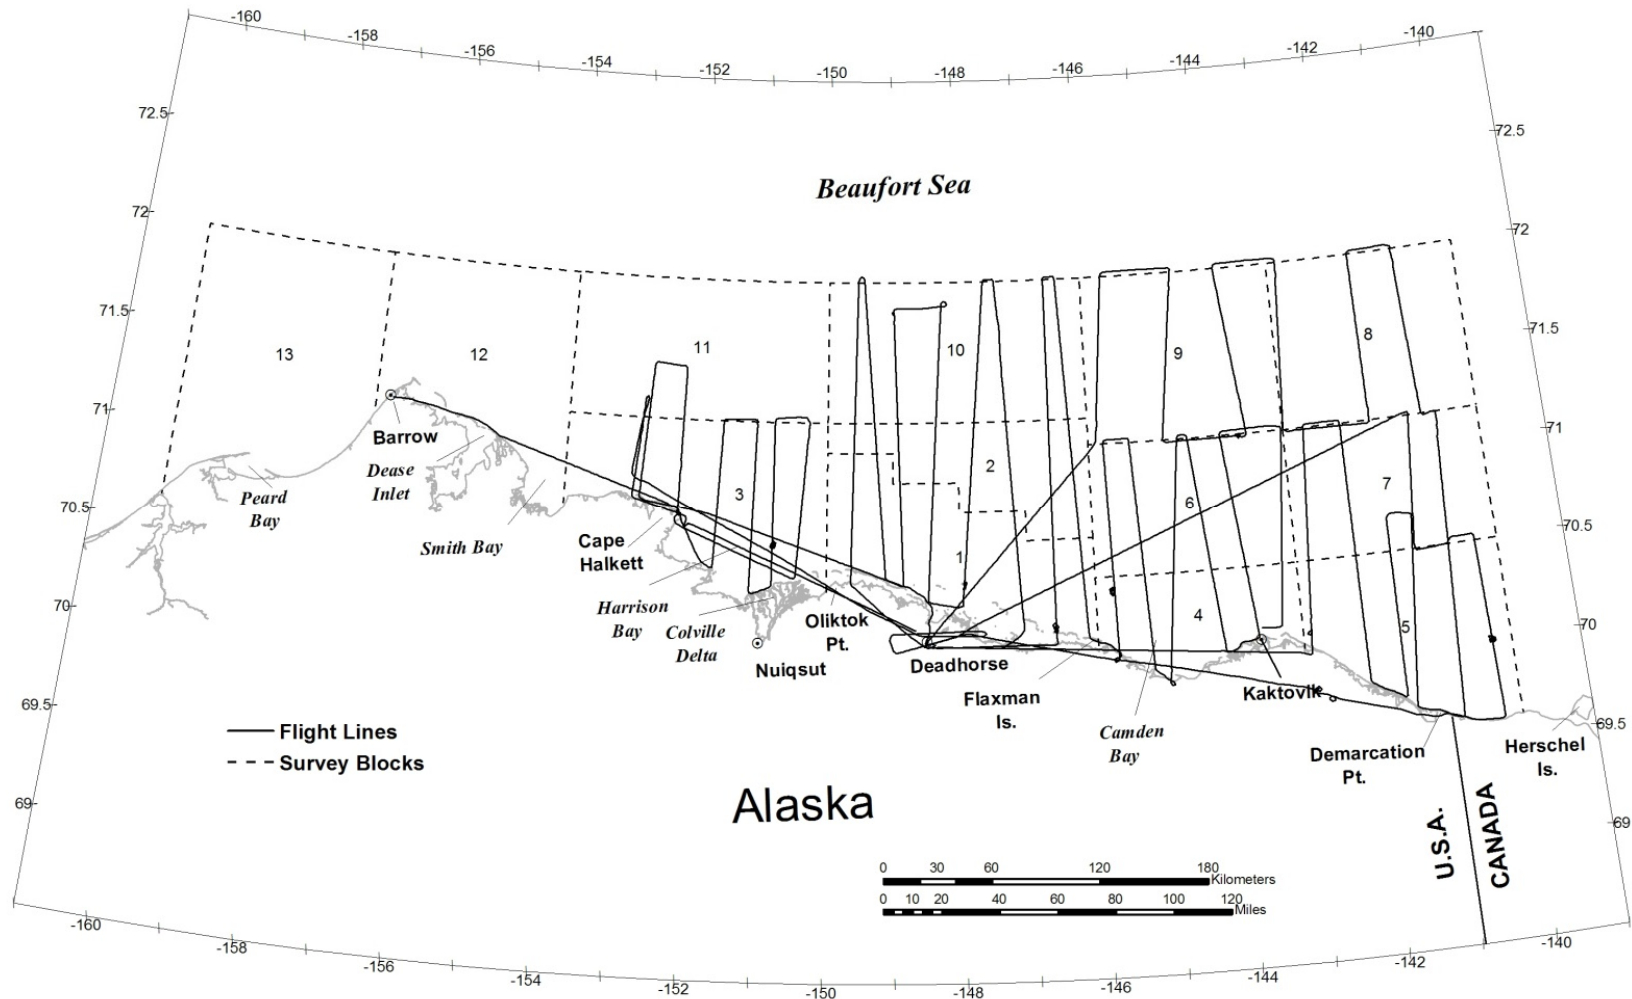 -160
-158
-156
-154
-152
-150
-148
-146
-144
-142
-140
72.5
72.5
72
72
71.5
71.5
71
71
70.5
70.5
70
70
69.5
69.5
69
69
Beaufort Sea
13
12
11
10
9
8
3
2
1
6
7
4
5
Barrow
Dease
Inlet
Peard
Bay
Smith Bay
Cape
Halkett
Harrison
Bay
Colville
Delta
Oliktok
Pt.
Nuiqsut
Deadhorse
Flaxman
Is.
Kaktovik
Camden
Bay
Demarcation
Pt.
Herschel
Is.
Flight Lines
Survey Blocks
Alaska
U.S.A.
CANADA
0 30 60 120 180
Kilometers
0 10 20 40 60 80 100 120
Miles
-160
-158
-156
-154
-152
-150
-148
-146
-144
-142
-140